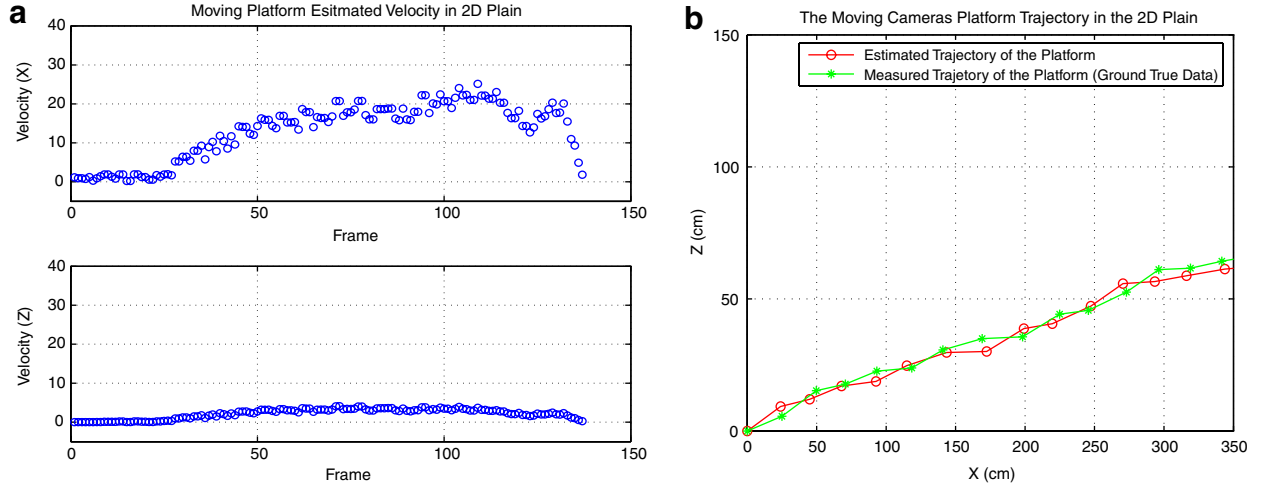 a
Moving Platform Esitmated Velocity in 2D Plain
40
30
20
10
0
Velocity (X)
0 50 100 150
Frame
40
30
20
10
0
Velocity (Z)
0 50 100 150
Frame
b
The Moving Cameras Platform Trajectory in the 2D Plain
Estimated Trajectory of the Platform
Measured Trajetory of the Platform (Ground True Data)
150
100
50
0
Z (cm)
0 50 100 150 200 250 300 350
X (cm)